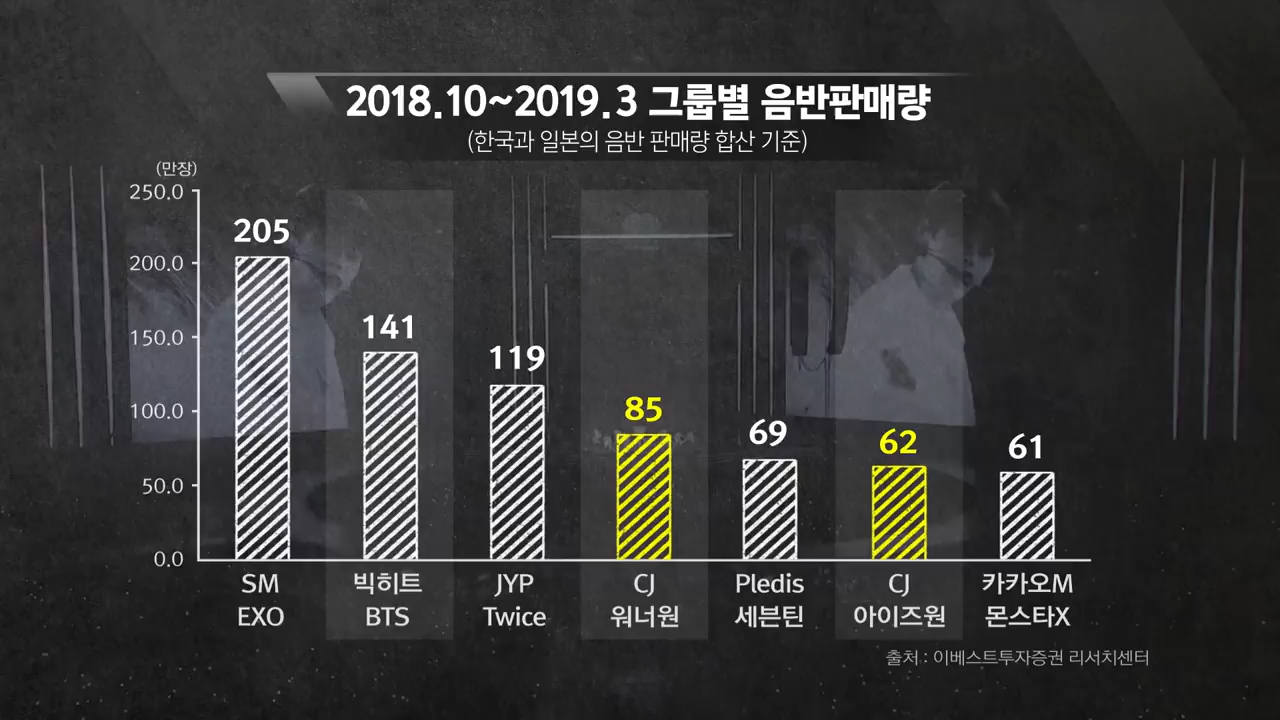 2018.10~2019.3 그룹별 음반판매량
(한국과 일본의 음반 판매량 합산 기준)
(만장)
250.0
200.0
150.0
100.0
50.0
0.0
205
141
119
85
69
62
61
SM
EXO
빅히트
BTS
JYP
Twice
CJ
워너원
Pledis
세븐틴
CJ
아이즈원
카카오M
몬스타X
출처 : 이베스트투자증권 리서치센터